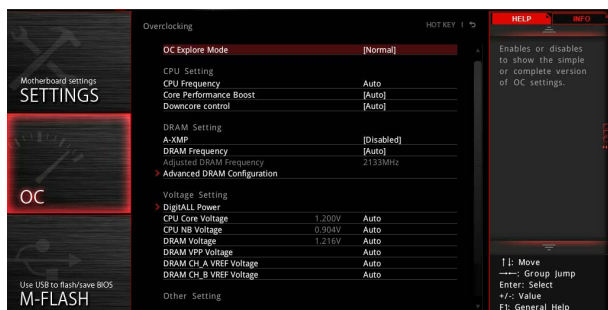 Motherboard settings
SETTINGS
OC
Use USB to flash/save BIOS
M-FLASH
Overclocking
HOT KEY |
OC Explore Mode [Normal]
CPU Setting
CPU Frequency Auto
Core Performance Boost [Auto]
Downcore control [Auto]
DRAM Setting
A-XMP [Disabled]
DRAM Frequency [Auto]
Adjusted DRAM Frequency 2133MHz
Advanced DRAM Configuration
Voltage Setting
DigitALL Power
CPU Core Voltage 1.200V Auto
CPU NB Voltage 0.904V Auto
DRAM Voltage 1.216V Auto
DRAM VPP Voltage Auto
DRAM CH_A VREF Voltage Auto
DRAM CH_B VREF Voltage Auto
Other Setting
HELP
INFO
Enables or disables
to show the simple
or complete version
of OC settings.
↑↓: Move
→←: Group Jump
Enter: Select
+/-: Value
F1: General Help